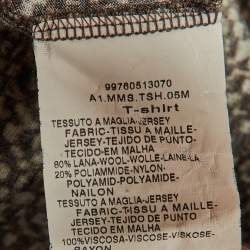 99760513070
A1.MMS.TSH.05M
T-shirt
TESSUTO A MAGLIA-JERSEY
FABRIC-TISSU A MAILLE-
JERSEY-TEJIDO DE PUNTO
TECIDO EM MALHA
80% LANA-WOOL-WOLLE-LAINE-LA
20% POLIAMMIDE-NYLON-
POLYAMID-POLYAMIDE-
NAILON
TESSUTO A MAGLIA-JERSEY
FABRIC-TISSU A MAILLE-
JERSEY-TEJIDO DE PUNTO
TECIDO EM MALHA
100%VISCOSA-VISCOSE-VISKOSE-
RAYON